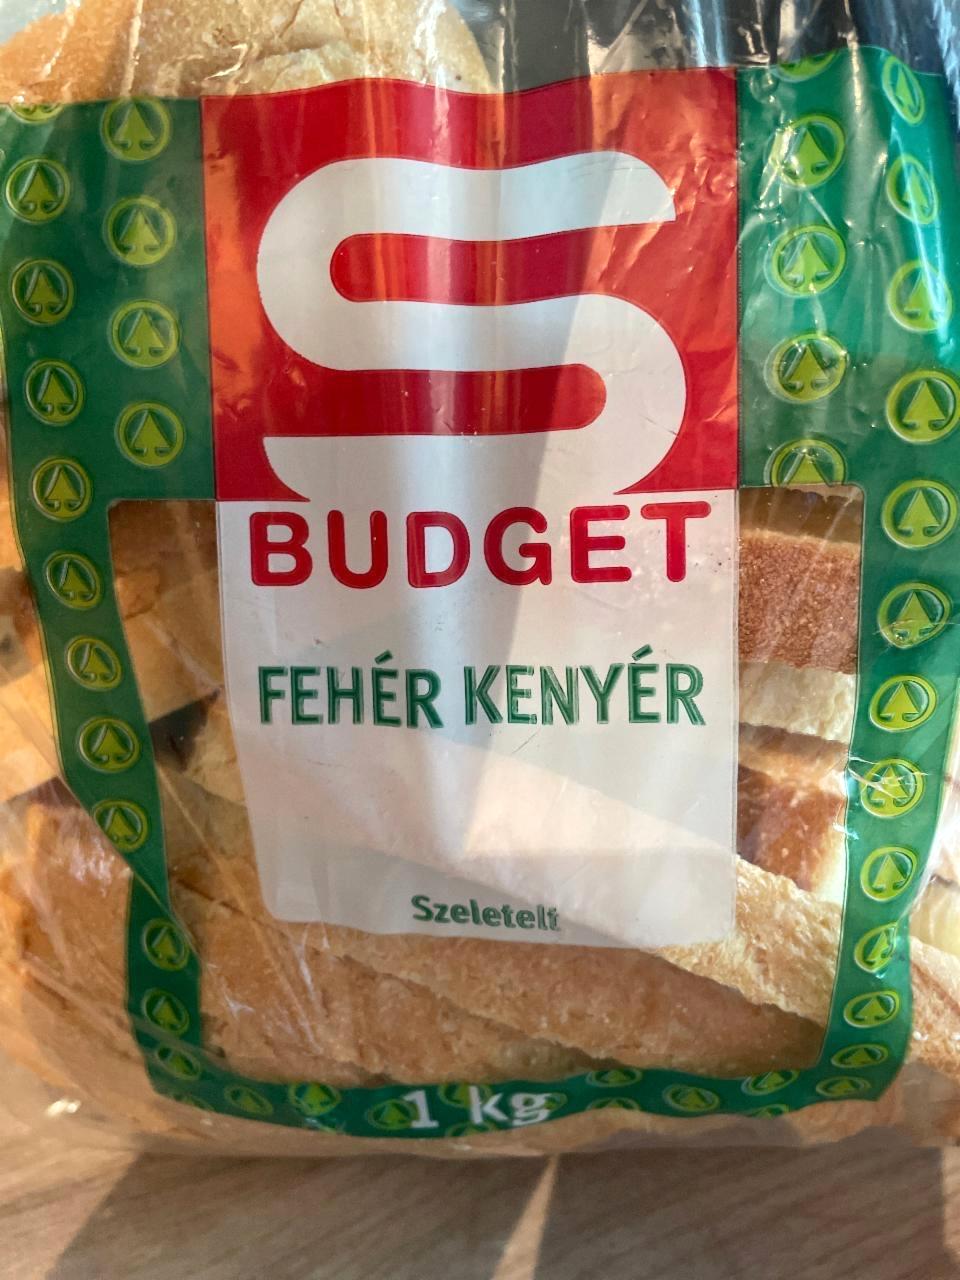 S
BUDGET
FEHÉR KENYÉR
Szeletelt
1 kg